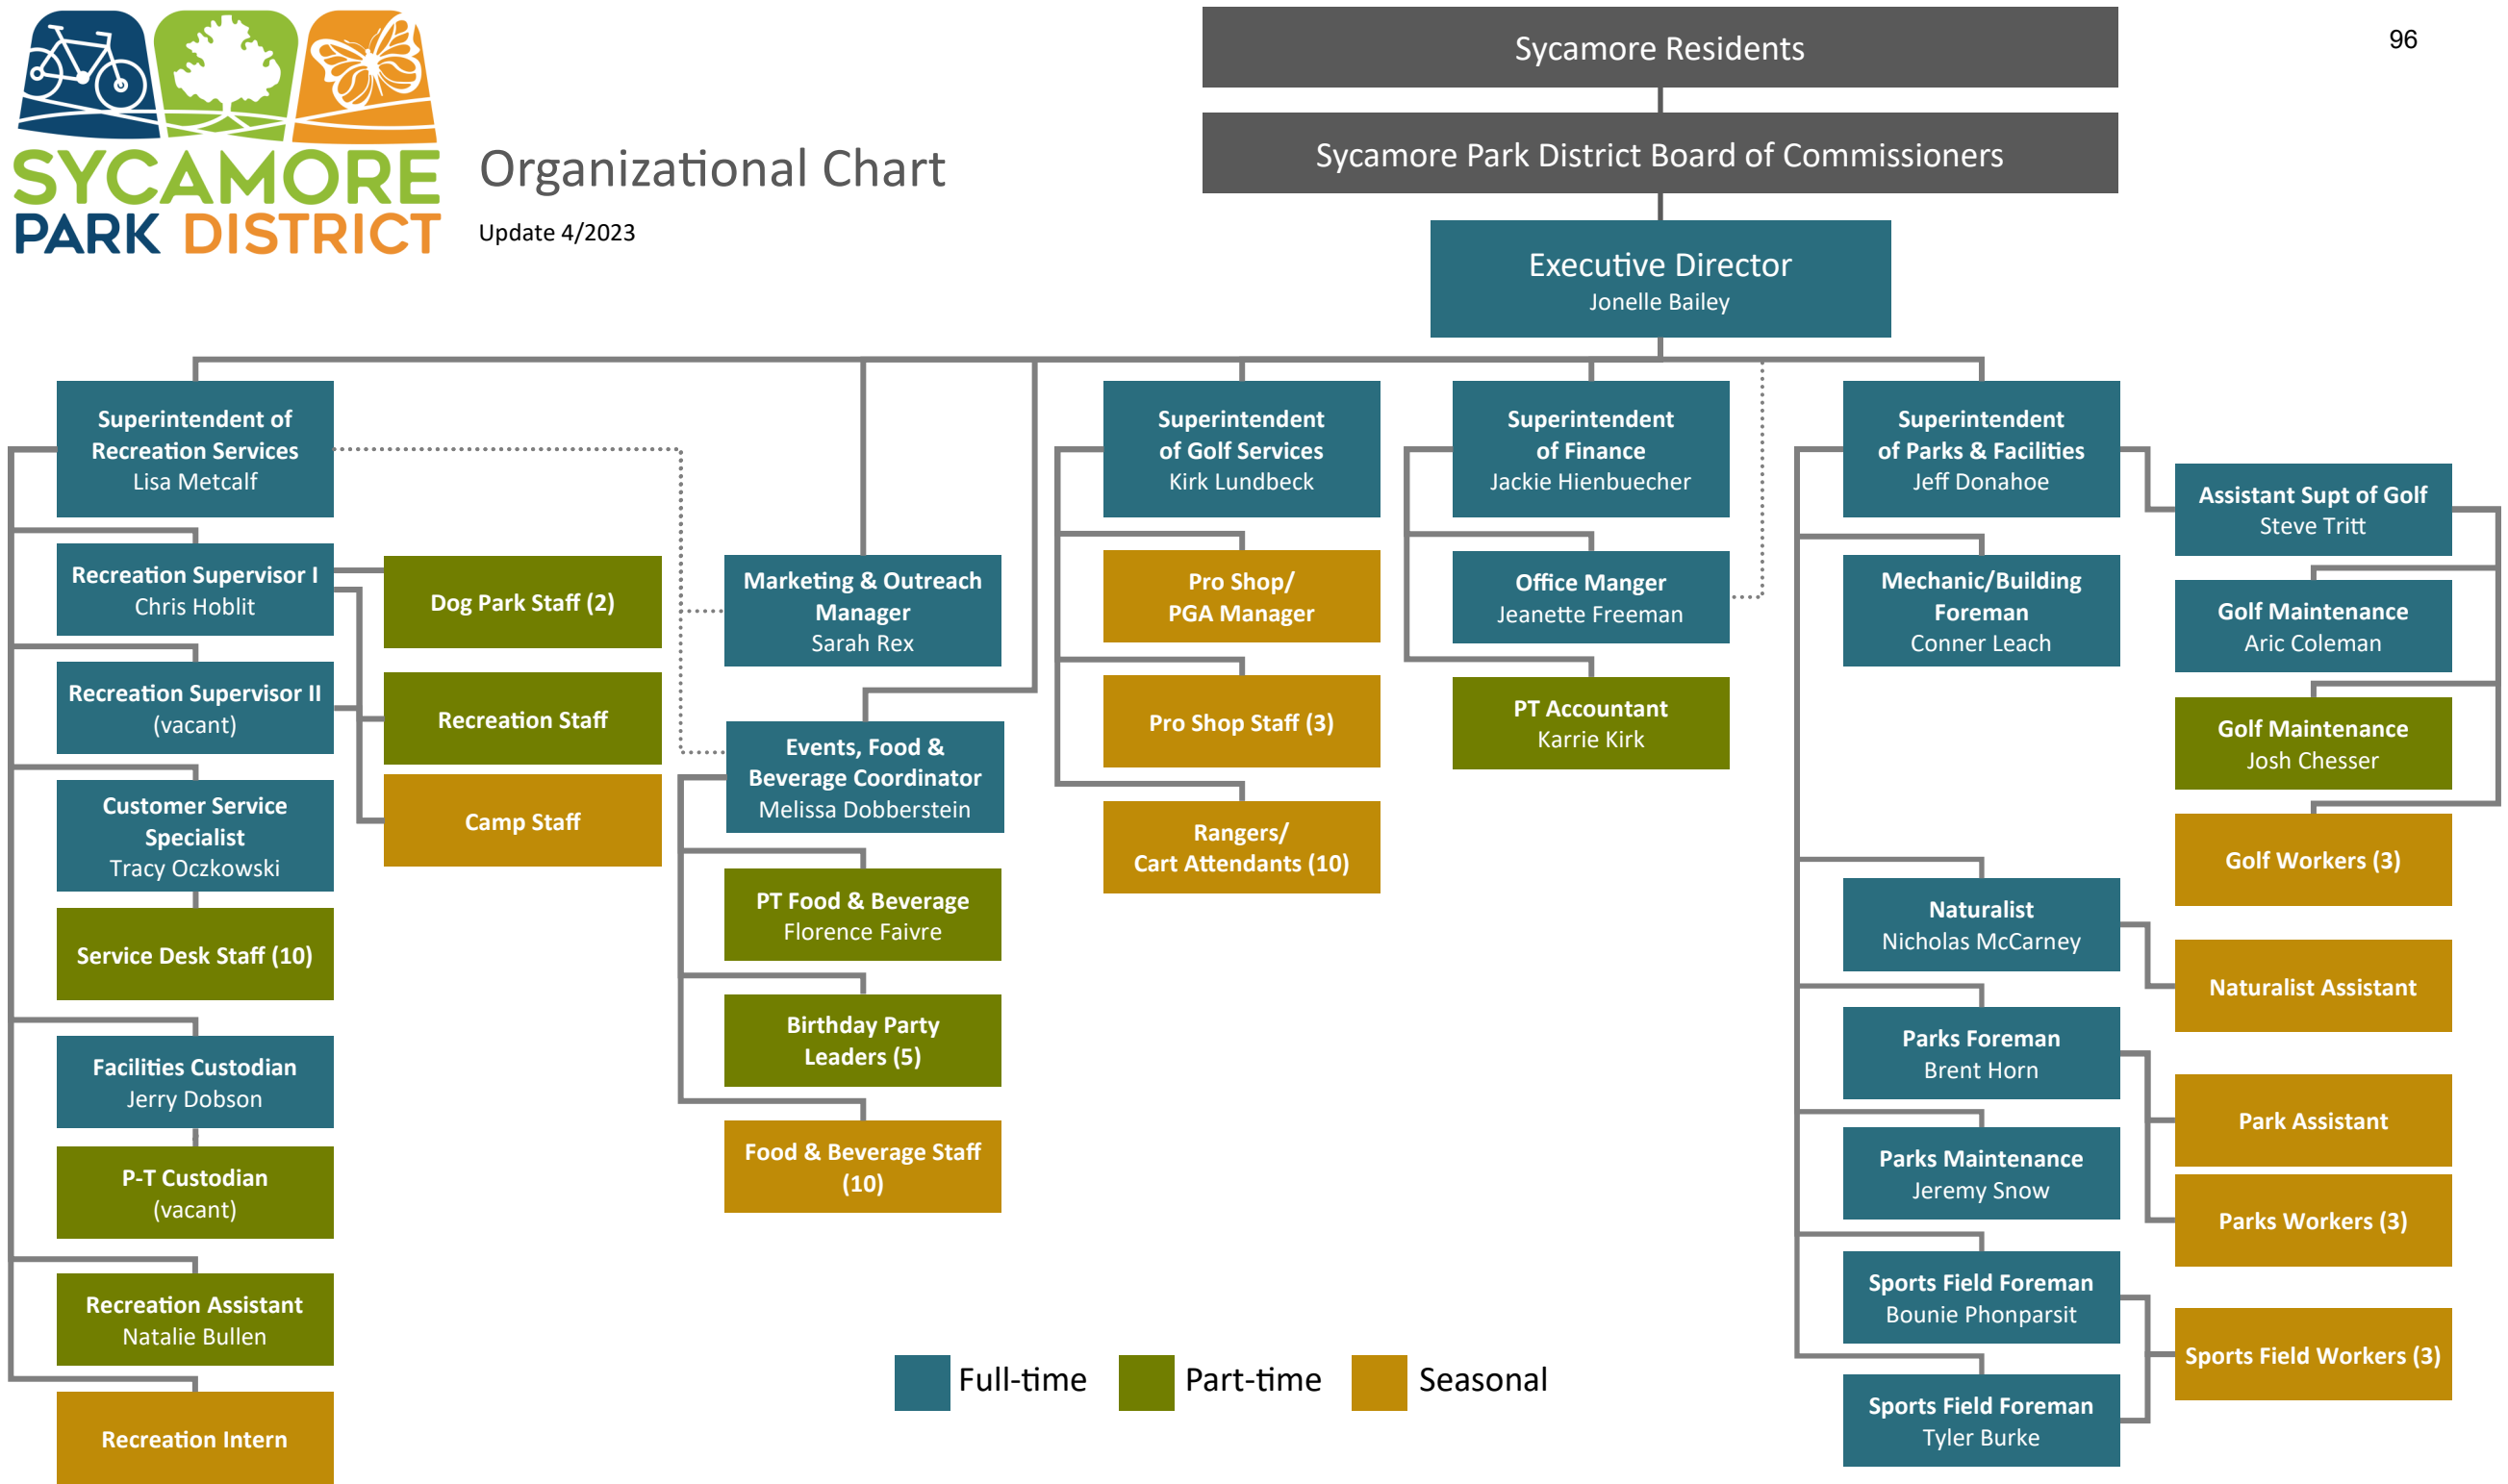 SYCAMORE
PARK DISTRICT
Organizational Chart
Update 4/2023
96
Sycamore Residents
Sycamore Park District Board of Commissioners
Executive Director
Jonelle Bailey
Superintendent of
Recreation Services
Lisa Metcalf
Recreation Supervisor I
Chris Hoblit
Recreation Supervisor II
(vacant)
Customer Service
Specialist
Tracy Oczkowski
Service Desk Staff (10)
Facilities Custodian
Jerry Dobson
P-T Custodian
(vacant)
Recreation Assistant
Natalie Bullen
Recreation Intern
Dog Park Staff (2)
Recreation Staff
Camp Staff
Marketing & Outreach
Manager
Sarah Rex
Events, Food &
Beverage Coordinator
Melissa Dobberstein
PT Food & Beverage
Florence Faivre
Birthday Party
Leaders (5)
Food & Beverage Staff
(10)
Superintendent
of Golf Services
Kirk Lundbeck
Pro Shop/
PGA Manager
Pro Shop Staff (3)
Rangers/
Cart Attendants (10)
Superintendent
of Finance
Jackie Hienbuecher
Office Manger
Jeanette Freeman
PT Accountant
Karrie Kirk
Superintendent
of Parks & Facilities
Jeff Donahoe
Mechanic/Building
Foreman
Conner Leach
Naturalist
Nicholas McCarney
Parks Foreman
Brent Horn
Parks Maintenance
Jeremy Snow
Sports Field Foreman
Bounie Phonparsit
Sports Field Foreman
Tyler Burke
Assistant Supt of Golf
Steve Tritt
Golf Maintenance
Aric Coleman
Golf Maintenance
Josh Chesser
Golf Workers (3)
Naturalist Assistant
Park Assistant
Parks Workers (3)
Sports Field Workers (3)
Full-time
Part-time
Seasonal